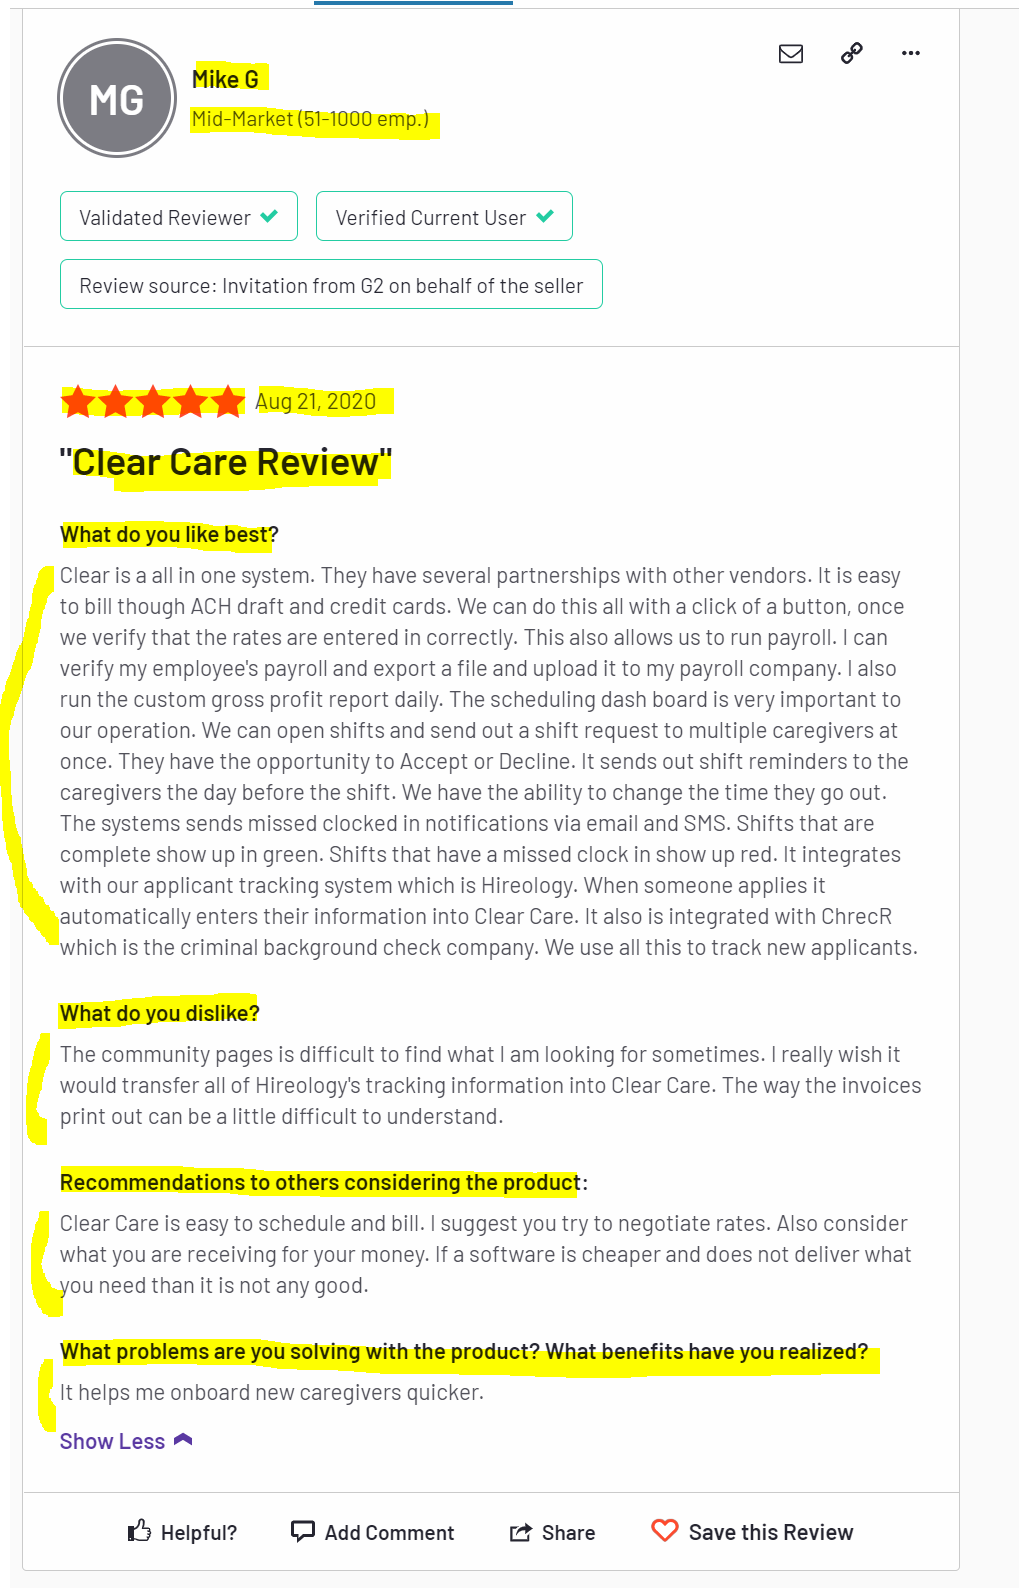 MG
Mike G
Mid-Market (51-1000 emp.)
Validated Reviewer
Verified Current User
Review source: Invitation from G2 on behalf of the seller
Aug 21, 2020
"Clear Care Review"
What do you like best?
Clear is a all in one system. They have several partnerships with other vendors. It is easy
to bill though ACH draft and credit cards. We can do this all with a click of a button, once
we verify that the rates are entered in correctly. This also allows us to run payroll. I can
verify my employee's payroll and export a file and upload it to my payroll company. I also
run the custom gross profit report daily. The scheduling dash board is very important to
our operation. We can open shifts and send out a shift request to multiple caregivers at
once. They have the opportunity to Accept or Decline. It sends out shift reminders to the
caregivers the day before the shift. We have the ability to change the time they go out.
The systems sends missed clocked in notifications via email and SMS. Shifts that are
complete show up in green. Shifts that have a missed clock in show up red. It integrates
with our applicant tracking system which is Hireology. When someone applies it
automatically enters their information into Clear Care. It also is integrated with ChrecR
which is the criminal background check company. We use all this to track new applicants.
What do you dislike?
The community pages is difficult to find what I am looking for sometimes. I really wish it
would transfer all of Hireology's tracking information into Clear Care. The way the invoices
print out can be a little difficult to understand.
Recommendations to others considering the product:
Clear Care is easy to schedule and bill. I suggest you try to negotiate rates. Also consider
what you are receiving for your money. If a software is cheaper and does not deliver what
you need than it is not any good.
What problems are you solving with the product? What benefits have you realized?
It helps me onboard new caregivers quicker.
Show Less
Helpful?
Add Comment
Share
Save this Review